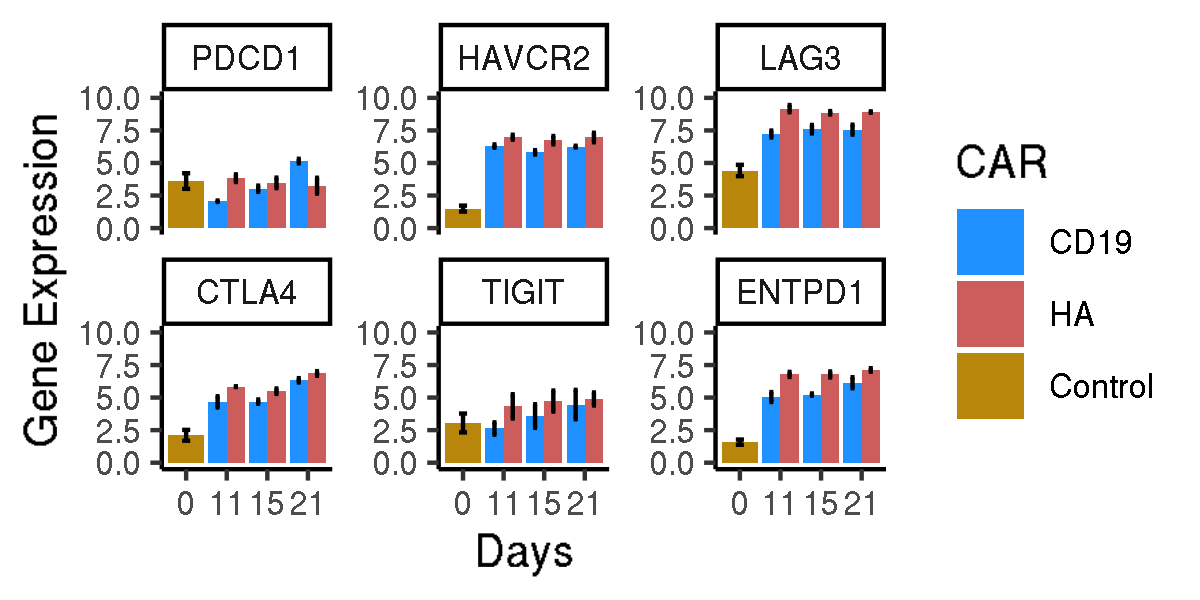 PDCD1 HAVCR2 LAG3
10.0 10.0 10.0
7.5 7.5 7.5
5.0 5.0 5.0
2.5 2.5 2.5
0.0 0.0 0.0
CTLA4 TIGIT ENTPD1
10.0 10.0 10.0
7.5 7.5 7.5
5.0 5.0 5.0
2.5 2.5 2.5
0.0 0.0 0.0
0 11 15 21 0 11 15 21 0 11 15 21
Days
Gene Expression
CAR
CD19
HA
Control